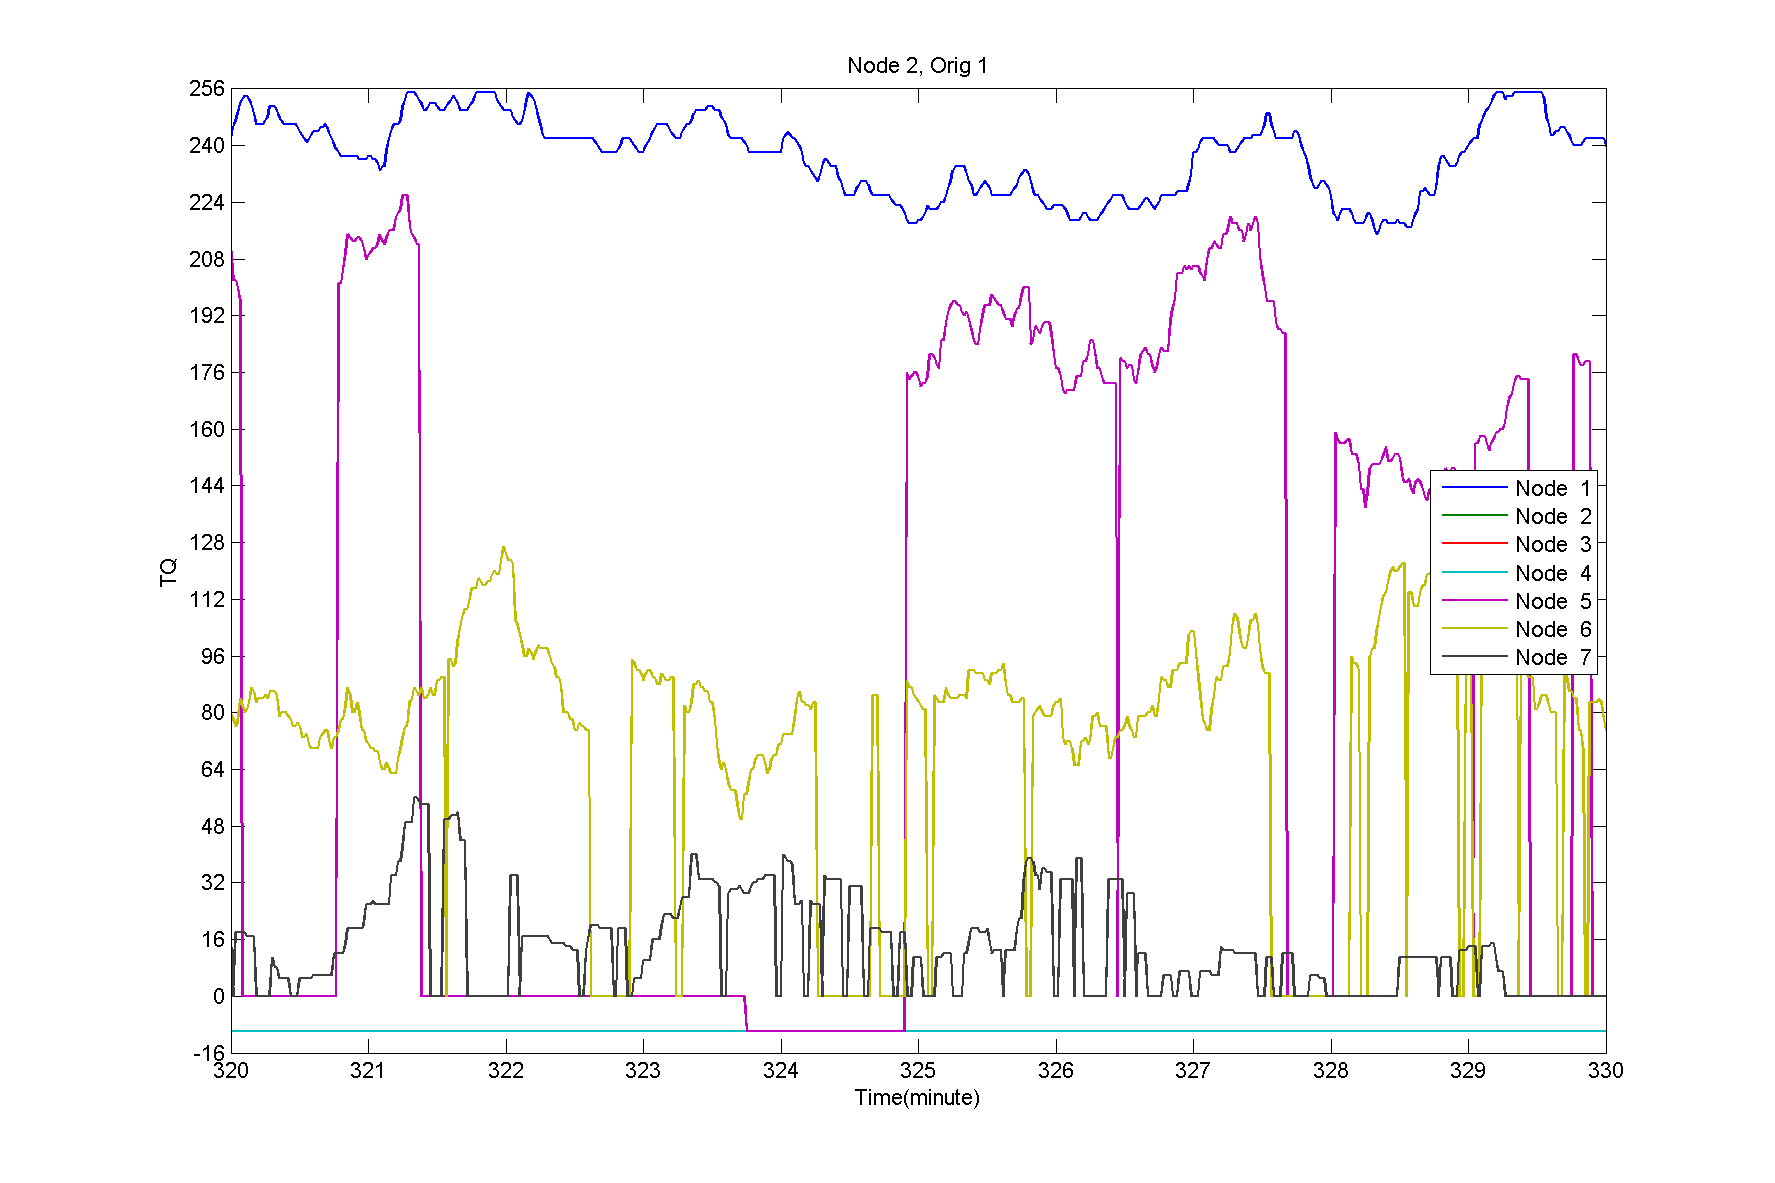 Node 2, Orig 1
256
240
224
208
192
176
160
144
128
112
96
80
64
48
32
16
0
-16
TQ
Node 1
Node 2
Node 3
Node 4
Node 5
Node 6
Node 7
320 321 322 323 324 325 326 327 328 329 330
Time(minute)